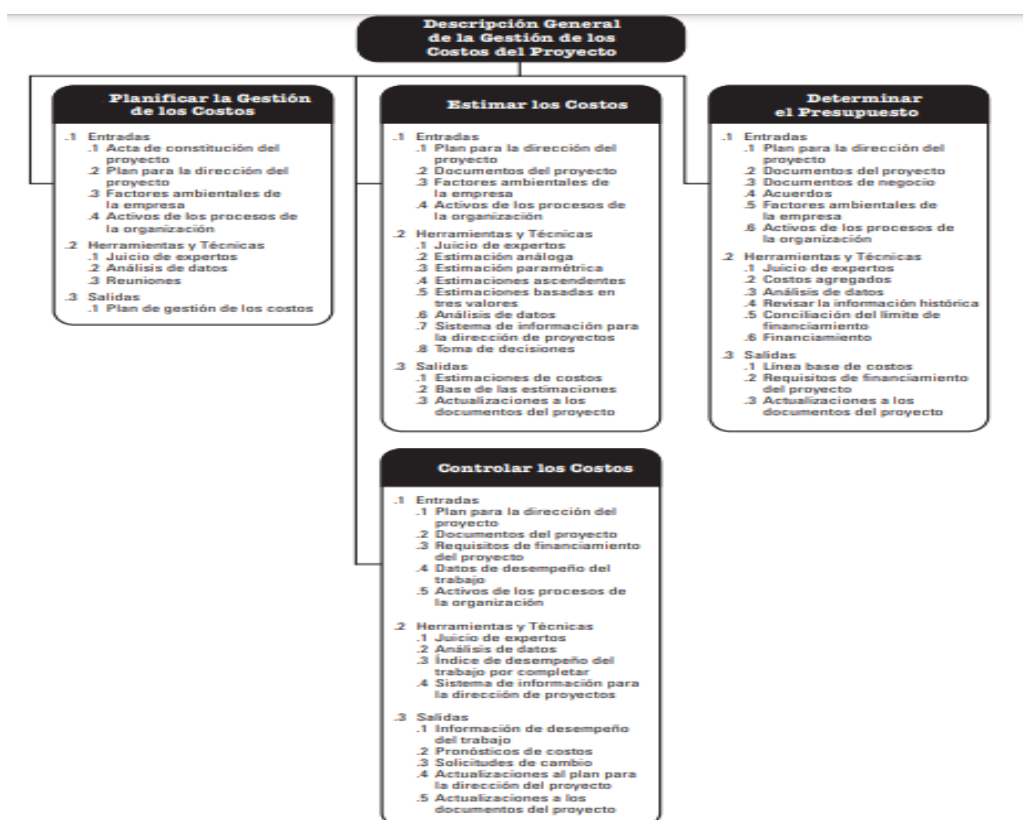 Descripción General
de la Gestión de los
Costos del Proyecto
Planificar la Gestión
de los Costos
.1 Entradas
.1 Acta de constitución del
proyecto
.2 Plan para la dirección del
proyecto
.3 Factores ambientales de
la empresa
.4 Activos de los procesos de
la organización
.2 Herramientas y Técnicas
.1 Juicio de expertos
.2 Análisis de datos
.3 Reuniones
.3 Salidas
.1 Plan de gestión de los costos
Estimar los Costos
.1 Entradas
.1 Plan para la dirección del
proyecto
.2 Documentos del proyecto
.3 Factores ambientales de
la empresa
.4 Activos de los procesos de
la organización
.2 Herramientas y Técnicas
.1 Juicio de expertos
.2 Estimación análoga
.3 Estimación paramétrica
.4 Estimaciones ascendentes
.5 Estimaciones basadas en
tres valores
.6 Análisis de datos
.7 Sistema de información para
la dirección de proyectos
.8 Toma de decisiones
.3 Salidas
.1 Estimaciones de costos
.2 Base de las estimaciones
.3 Actualizaciones a los
documentos del proyecto
Determinar
el Presupuesto
.1 Entradas
.1 Plan para la dirección del
proyecto
.2 Documentos del proyecto
.3 Documentos de negocio
.4 Acuerdos
.5 Factores ambientales de
la empresa
.6 Activos de los procesos de
la organización
.2 Herramientas y Técnicas
.1 Juicio de expertos
.2 Costos agregados
.3 Análisis de datos
.4 Revisar la información histórica
.5 Conciliación del límite de
financiamiento
.6 Financiamiento
.3 Salidas
.1 Línea base de costos
.2 Requisitos de financiamiento
del proyecto
.3 Actualizaciones a los
documentos del proyecto
Controlar los Costos
.1 Entradas
.1 Plan para la dirección del
proyecto
.2 Documentos del proyecto
.3 Requisitos de financiamiento
del proyecto
.4 Datos de desempeño del
trabajo
.5 Activos de los procesos de
la organización
.2 Herramientas y Técnicas
.1 Juicio de expertos
.2 Análisis de datos
.3 Índice de desempeño del
trabajo por completar
.4 Sistema de información para
la dirección de proyectos
.3 Salidas
.1 Información de desempeño
del trabajo
.2 Pronósticos de costos
.3 Solicitudes de cambio
.4 Actualizaciones al plan para
la dirección del proyecto
.5 Actualizaciones a los
documentos del proyecto